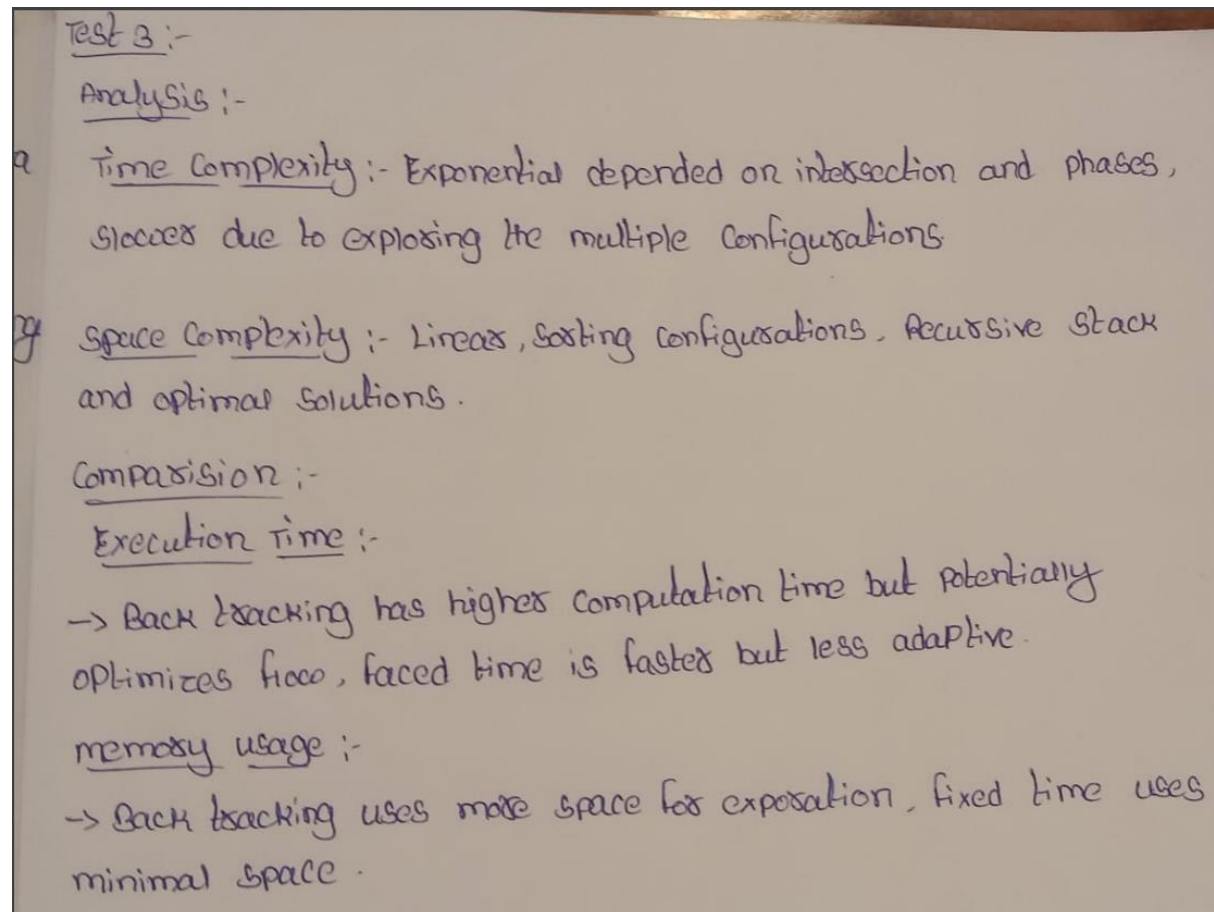 Test 3 :-
Analysis :-
a Time Complexity :- Exponential depended on intersection and phases,
slower due to exploring the multiple Configurations.
g Space Complexity :- Linear, Sorting Configurations, Recursive Stack
and optimal Solutions.
Comparision :-
Execution Time :-
-> Back tracking has higher computation time but potentially
optimizes flow, faced time is faster but less adaptive.
memory usage :-
-> Back tracking uses more space for exporation, fixed time uses
minimal space.